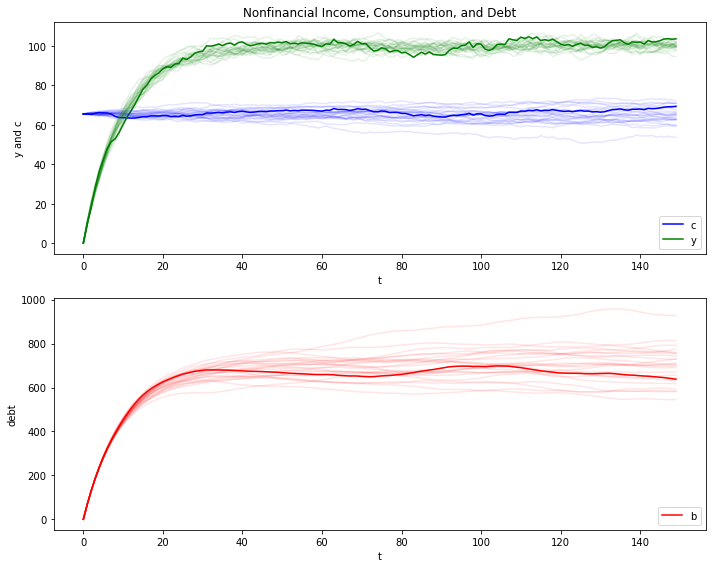 Nonfinancial Income, Consumption, and Debt
100
80
60
40
20
0
y and c
c
y
0 20 40 60 80 100 120 140
t
1000
800
600
400
200
0
debt
b
0 20 40 60 80 100 120 140
t